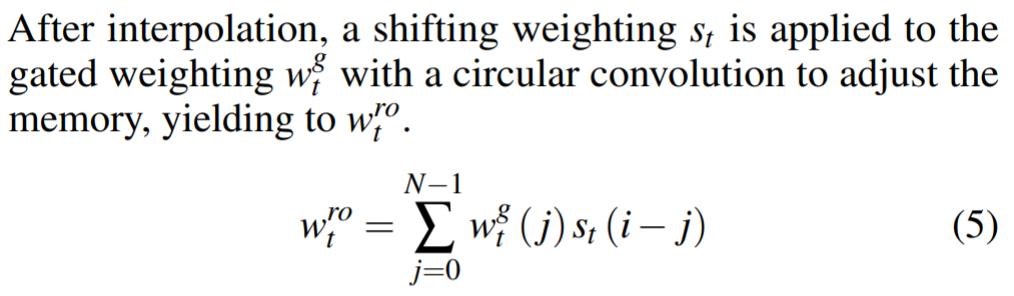 After interpolation, a shifting weighting $s_t$ is applied to the
gated weighting $w_t^g$ with a circular convolution to adjust the
memory, yielding to $w_t^{ro}$.
$w_t^{ro} = \sum_{j=0}^{N-1} w_t^g (j) s_t (i - j)$ (5)